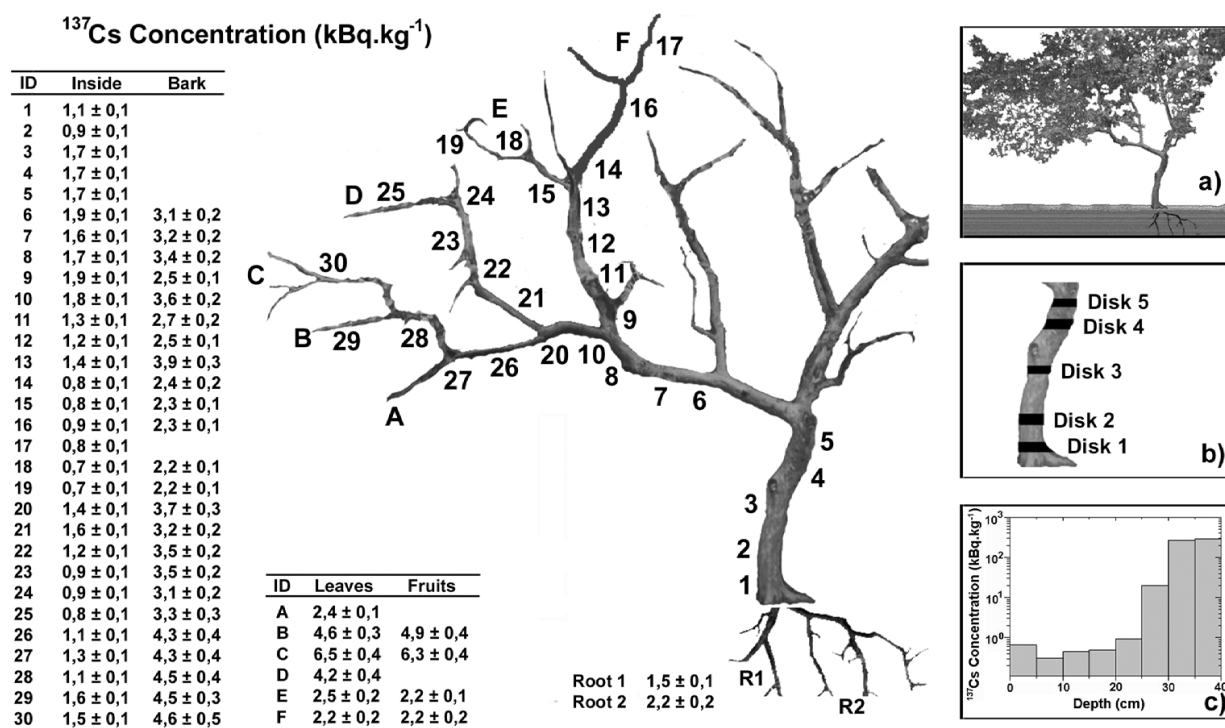 ¹³⁷Cs Concentration (kBq.kg⁻¹)
ID Inside Bark
1 1,1 ± 0,1
2 0,9 ± 0,1
3 1,7 ± 0,1
4 1,7 ± 0,1
5 1,7 ± 0,1
6 1,9 ± 0,1 3,1 ± 0,2
7 1,6 ± 0,1 3,2 ± 0,2
8 1,7 ± 0,1 3,4 ± 0,2
9 1,9 ± 0,1 2,5 ± 0,1
10 1,8 ± 0,1 3,6 ± 0,2
11 1,3 ± 0,1 2,7 ± 0,2
12 1,2 ± 0,1 2,5 ± 0,1
13 1,4 ± 0,1 3,9 ± 0,3
14 0,8 ± 0,1 2,4 ± 0,2
15 0,8 ± 0,1 2,3 ± 0,1
16 0,9 ± 0,1 2,3 ± 0,1
17 0,8 ± 0,1
18 0,7 ± 0,1 2,2 ± 0,1
19 0,7 ± 0,1 2,2 ± 0,1
20 1,4 ± 0,1 3,7 ± 0,3
21 1,6 ± 0,1 3,2 ± 0,2
22 1,2 ± 0,1 3,5 ± 0,2
23 0,9 ± 0,1 3,5 ± 0,2
24 0,9 ± 0,1 3,1 ± 0,2
25 0,8 ± 0,1 3,3 ± 0,3
26 1,1 ± 0,1 4,3 ± 0,4
27 1,3 ± 0,1 4,3 ± 0,4
28 1,1 ± 0,1 4,5 ± 0,4
29 1,6 ± 0,1 4,5 ± 0,3
30 1,5 ± 0,1 4,6 ± 0,5
F 17
16
E
18
19
14
15
D 25 24
13
12
23
C 30
22
11
21
9
B 29 28
20 10
26
27
8
7
6
A
5
4
3
2
1
ID Leaves Fruits
A 2,4 ± 0,1
B 4,6 ± 0,3 4,9 ± 0,4
C 6,5 ± 0,4 6,3 ± 0,4
D 4,2 ± 0,4
E 2,5 ± 0,2 2,2 ± 0,1
F 2,2 ± 0,2 2,2 ± 0,2
Root 1 1,5 ± 0,1
Root 2 2,2 ± 0,2
R1
R2
a)
Disk 5
Disk 4
Disk 3
Disk 2
Disk 1
b)
¹³⁷Cs Concentration (kBq.kg⁻¹)
10³
10²
10¹
10⁰
0 10 20 30 40
Depth (cm)
c)